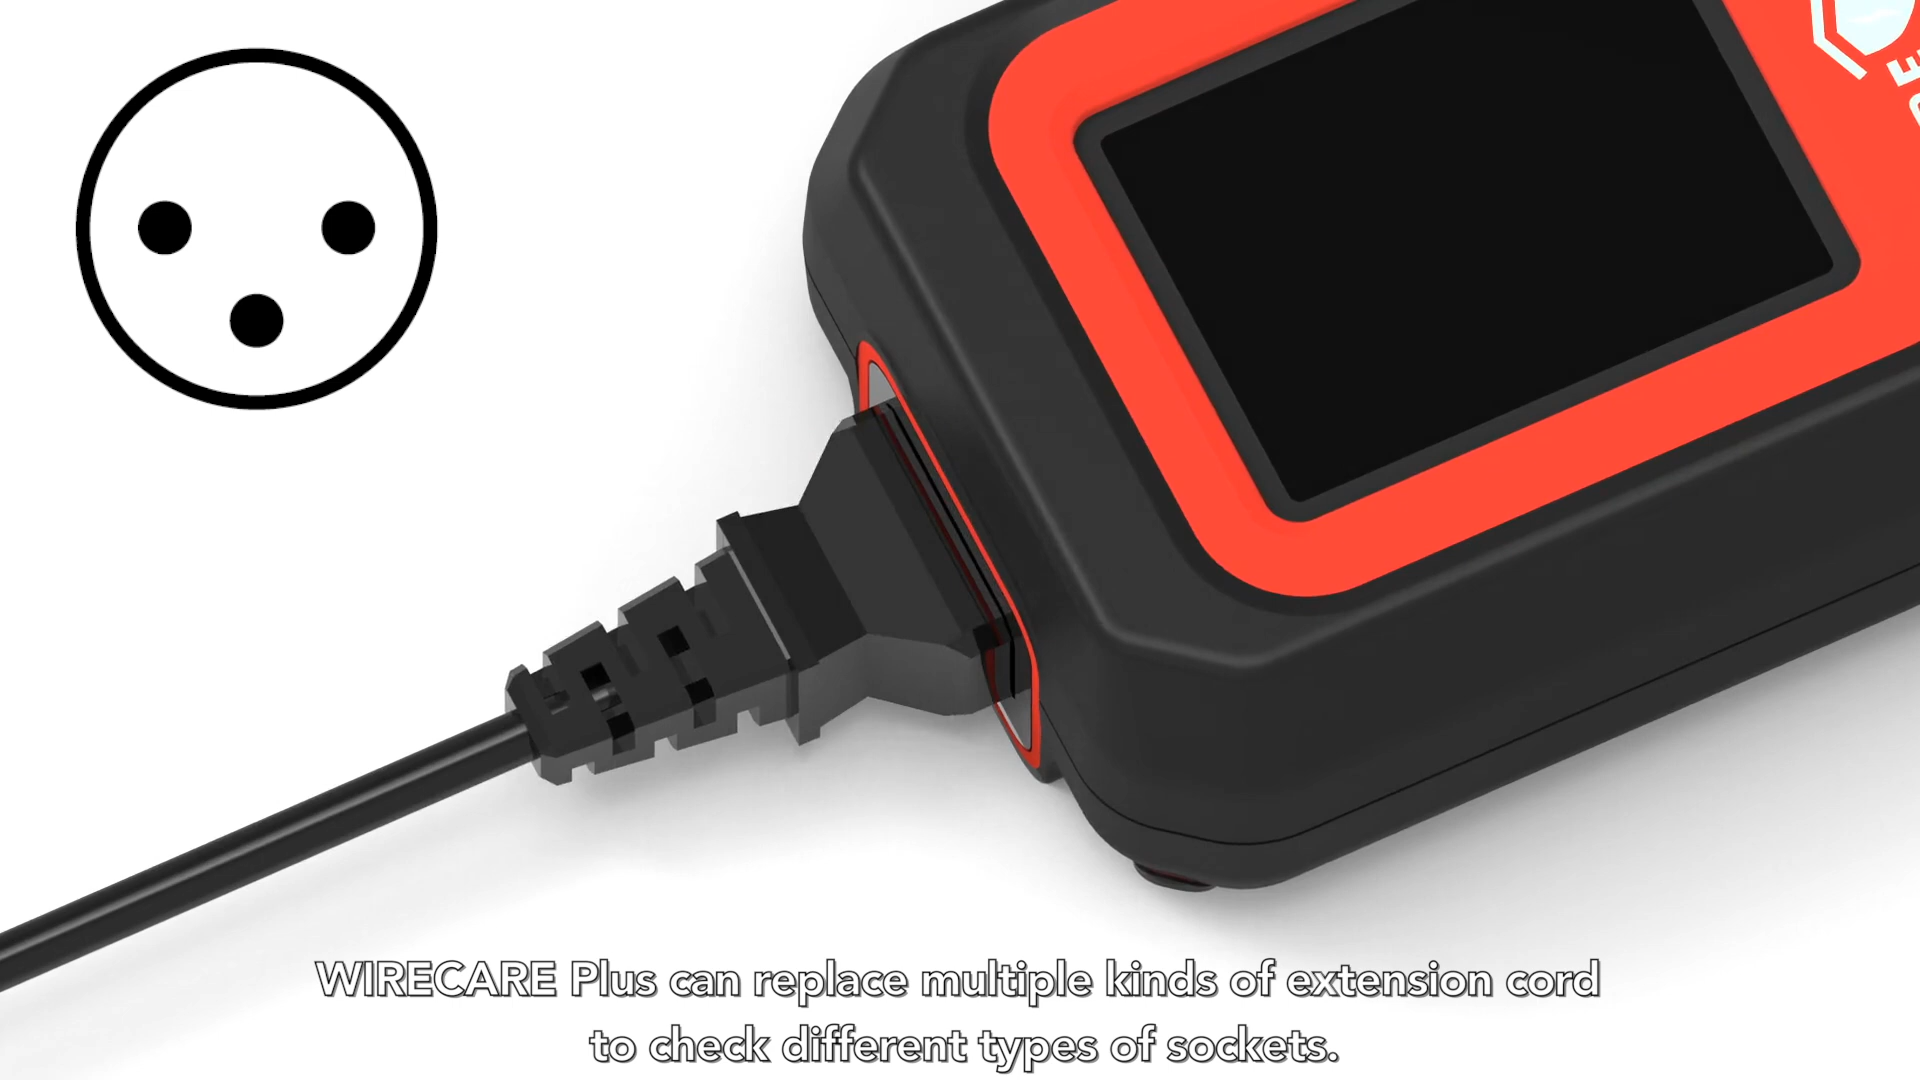 WIRECARE Plus can replace multiple kinds of extension cord
to check different types of sockets.